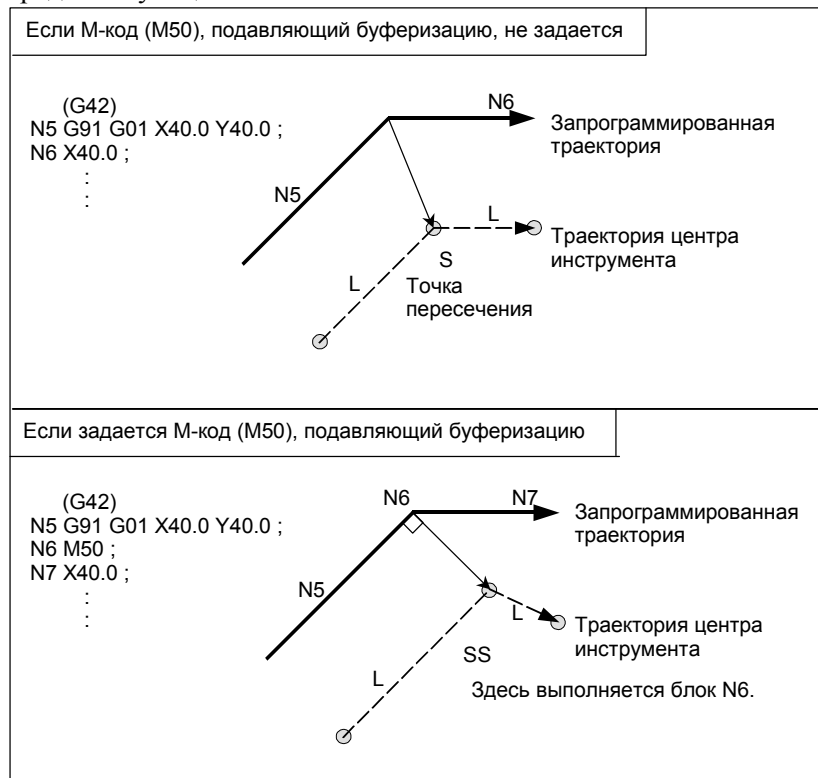 Если М-код (M50), подавляющий буферизацию, не задается
(G42)
N5 G91 G01 X40.0 Y40.0 ;
N6 X40.0 ;
:
:
N6
Запрограммированная
траектория
N5
L
Траектория центра
инструмента
S
L
Точка
пересечения
Если задается М-код (M50), подавляющий буферизацию
(G42)
N5 G91 G01 X40.0 Y40.0 ;
N6 M50 ;
N7 X40.0 ;
:
:
N6
N7
Запрограммированная
траектория
N5
L
Траектория центра
инструмента
SS
L
Здесь выполняется блок N6.